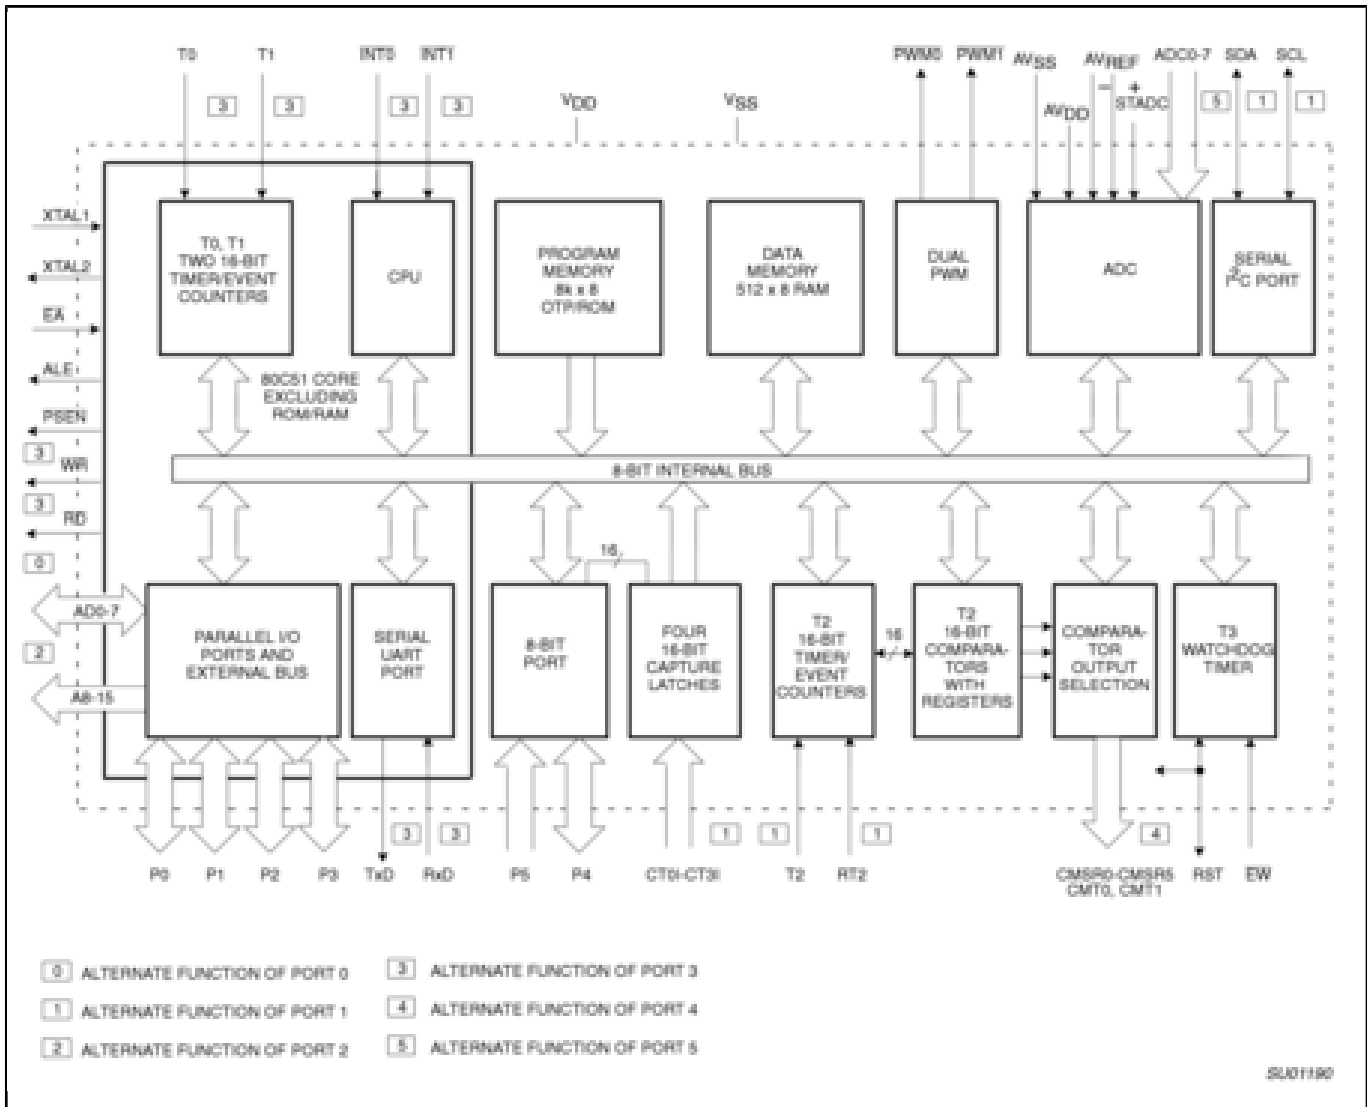 T0
T1
INT0
INT1
PWM0
PWM1
AVSS
AVREF
ADC0-7
SDA
SCL
3
3
3
3
VDD
VSS
AVDD
– +
STADC
5
1
1
XTAL1
XTAL2
EA
ALE
PSEN
3
WR
3
RD
0
AD0-7
2
A8-15
T0, T1
TWO 16-BIT
TIMER/EVENT
COUNTERS
CPU
PROGRAM
MEMORY
8k x 8
OTP/ROM
DATA
MEMORY
512 x 8 RAM
DUAL
PWM
ADC
SERIAL
I²C PORT
80C51 CORE
EXCLUDING
ROM/RAM
8-BIT INTERNAL BUS
16
PARALLEL I/O
PORTS AND
EXTERNAL BUS
SERIAL
UART
PORT
8-BIT
PORT
FOUR
16-BIT
CAPTURE
LATCHES
T2
16-BIT
TIMER/
EVENT
COUNTERS
16
T2
16-BIT
COMPARA-
TORS
WITH
REGISTERS
COMPARA-
TOR
OUTPUT
SELECTION
T3
WATCHDOG
TIMER
3
3
1
1
1
4
P0
P1
P2
P3
TxD
RxD
P5
P4
CT0I-CT3I
T2
RT2
CMSR0-CMSR5
CMT0, CMT1
RST
EW
0 ALTERNATE FUNCTION OF PORT 0
1 ALTERNATE FUNCTION OF PORT 1
2 ALTERNATE FUNCTION OF PORT 2
3 ALTERNATE FUNCTION OF PORT 3
4 ALTERNATE FUNCTION OF PORT 4
5 ALTERNATE FUNCTION OF PORT 5
SU01190